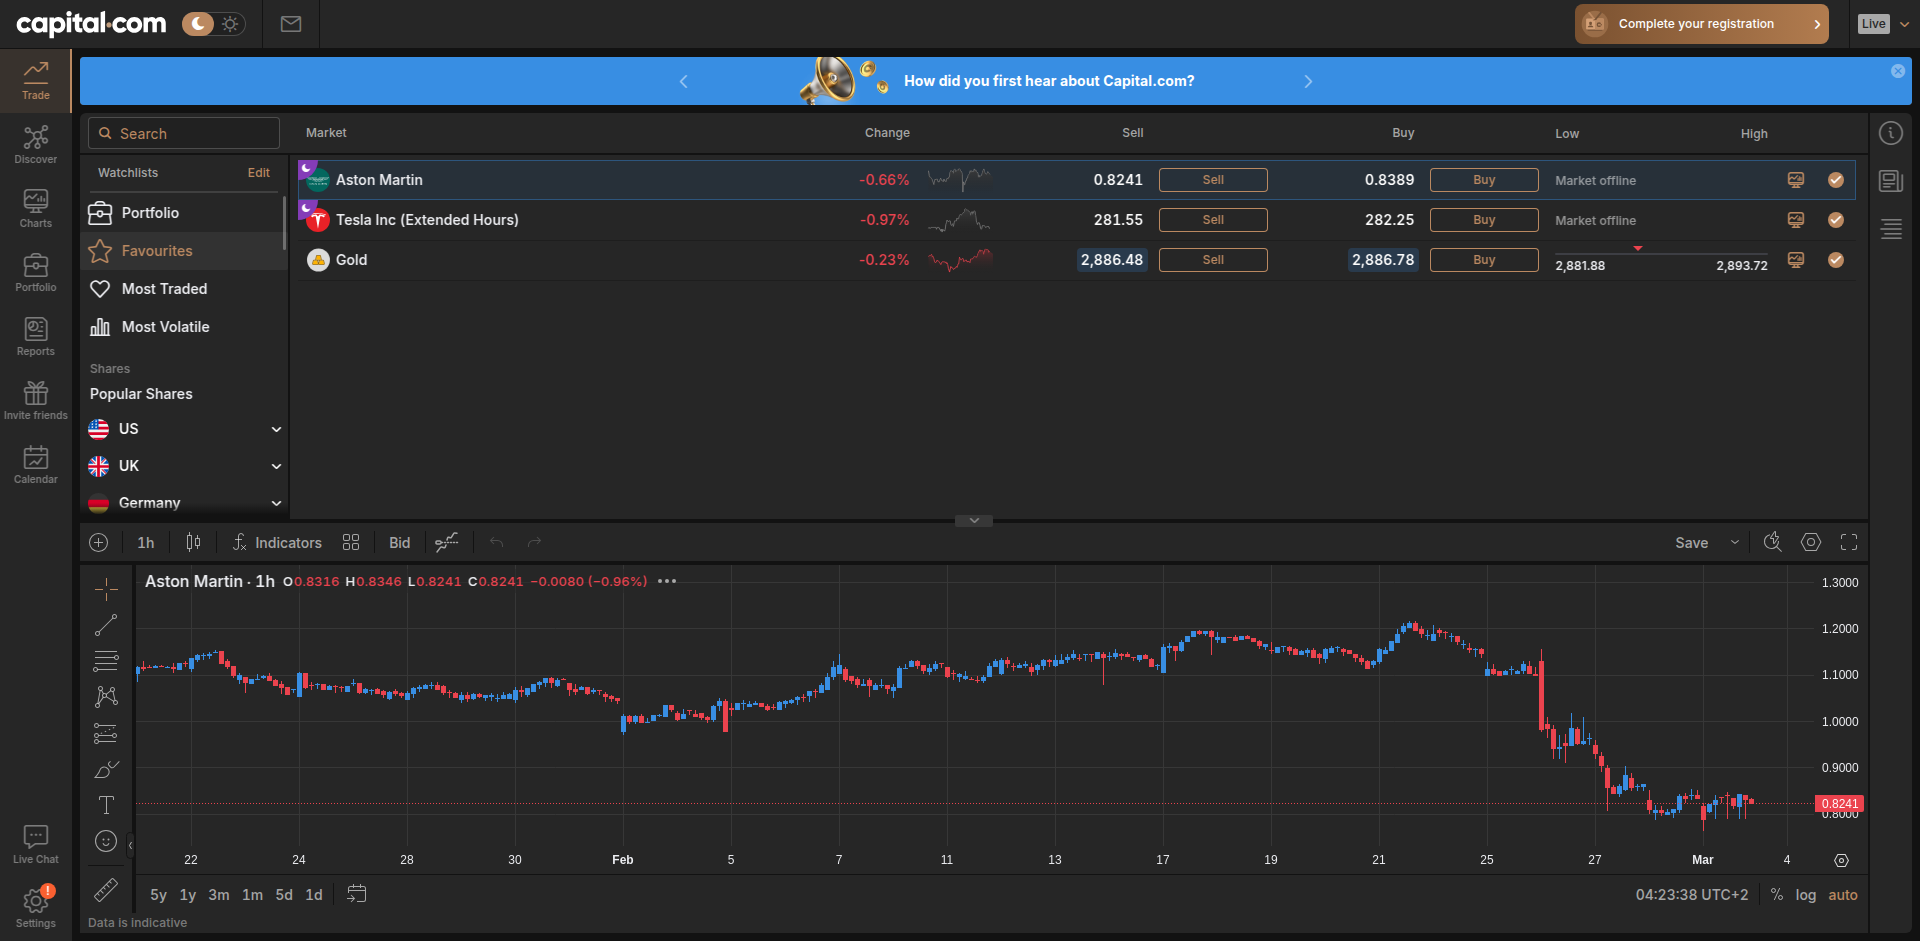 capital.com
Complete your registration
Live
How did you first hear about Capital.com?
Trade
Discover
Charts
Portfolio
Reports
Invite friends
Calendar
Live Chat
!
Settings
Search
Market Change Sell Buy Low High
Watchlists Edit
Portfolio
Favourites
Most Traded
Most Volatile
Shares
Popular Shares
US
UK
Germany
Aston Martin -0.66% 0.8241 Sell 0.8389 Buy Market offline
Tesla Inc (Extended Hours) -0.97% 281.55 Sell 282.25 Buy Market offline
Gold -0.23% 2,886.48 Sell 2,886.78 Buy 2,881.88 2,893.72
1h Indicators Bid Save
Aston Martin · 1h O0.8316 H0.8346 L0.8241 C0.8241 −0.0080 (−0.96%)
1.3000
1.2000
1.1000
1.0000
0.9000
0.8241
0.8000
22 24 28 30 Feb 5 7 11 13 17 19 21 25 27 Mar 4
5y 1y 3m 1m 5d 1d 04:23:38 UTC+2 % log auto
Data is indicative